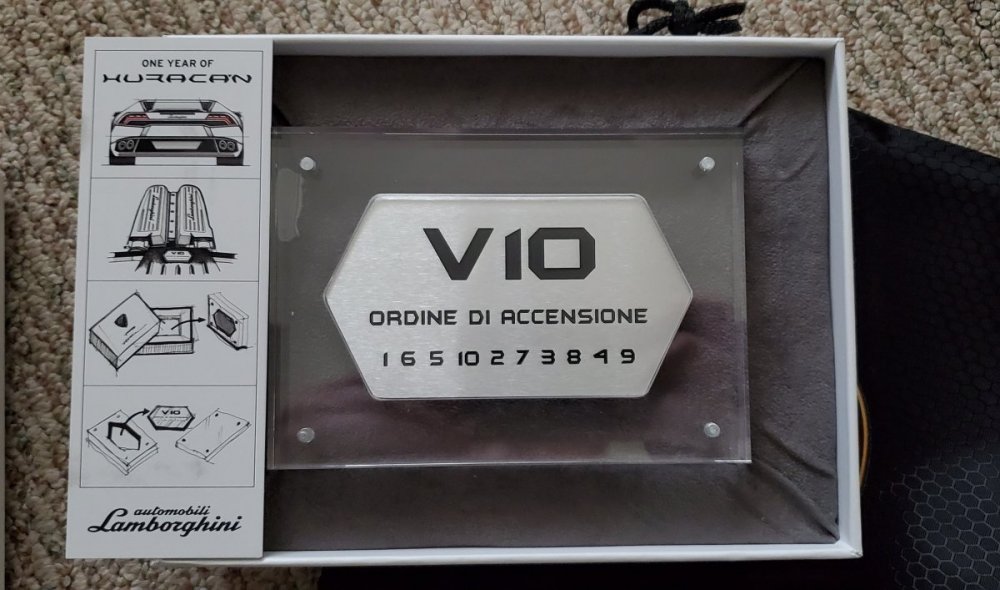 ONE YEAR OF
HURACÁN
V10
V10
automobili
Lamborghini
V10
ORDINE DI ACCENSIONE
1 6 5 10 2 7 3 8 4 9